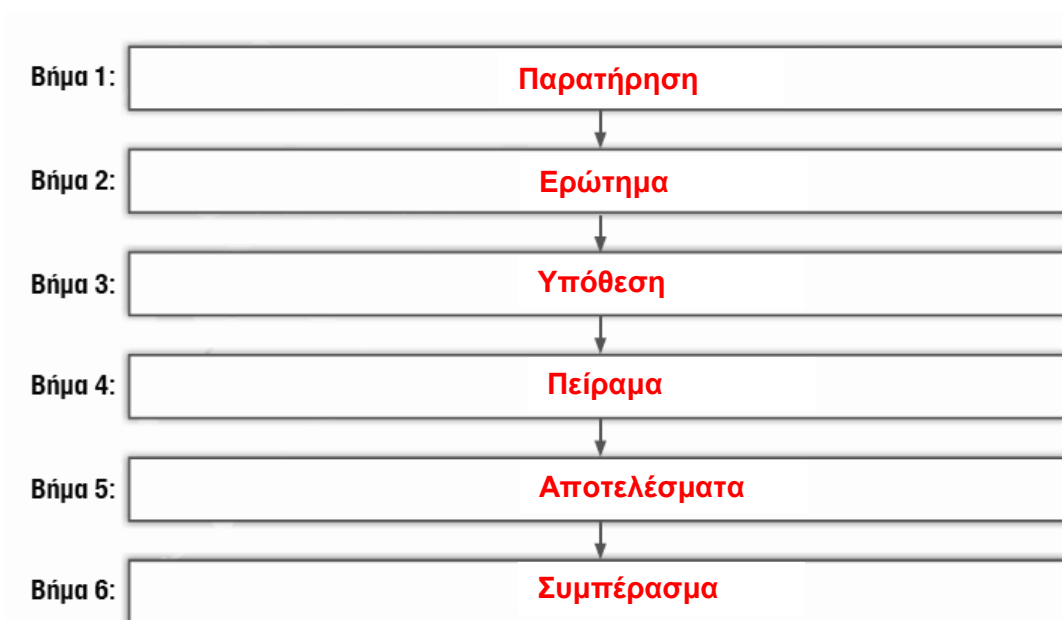 Βήμα 1: Παρατήρηση
Βήμα 2: Ερώτημα
Βήμα 3: Υπόθεση
Βήμα 4: Πείραμα
Βήμα 5: Αποτελέσματα
Βήμα 6: Συμπέρασμα